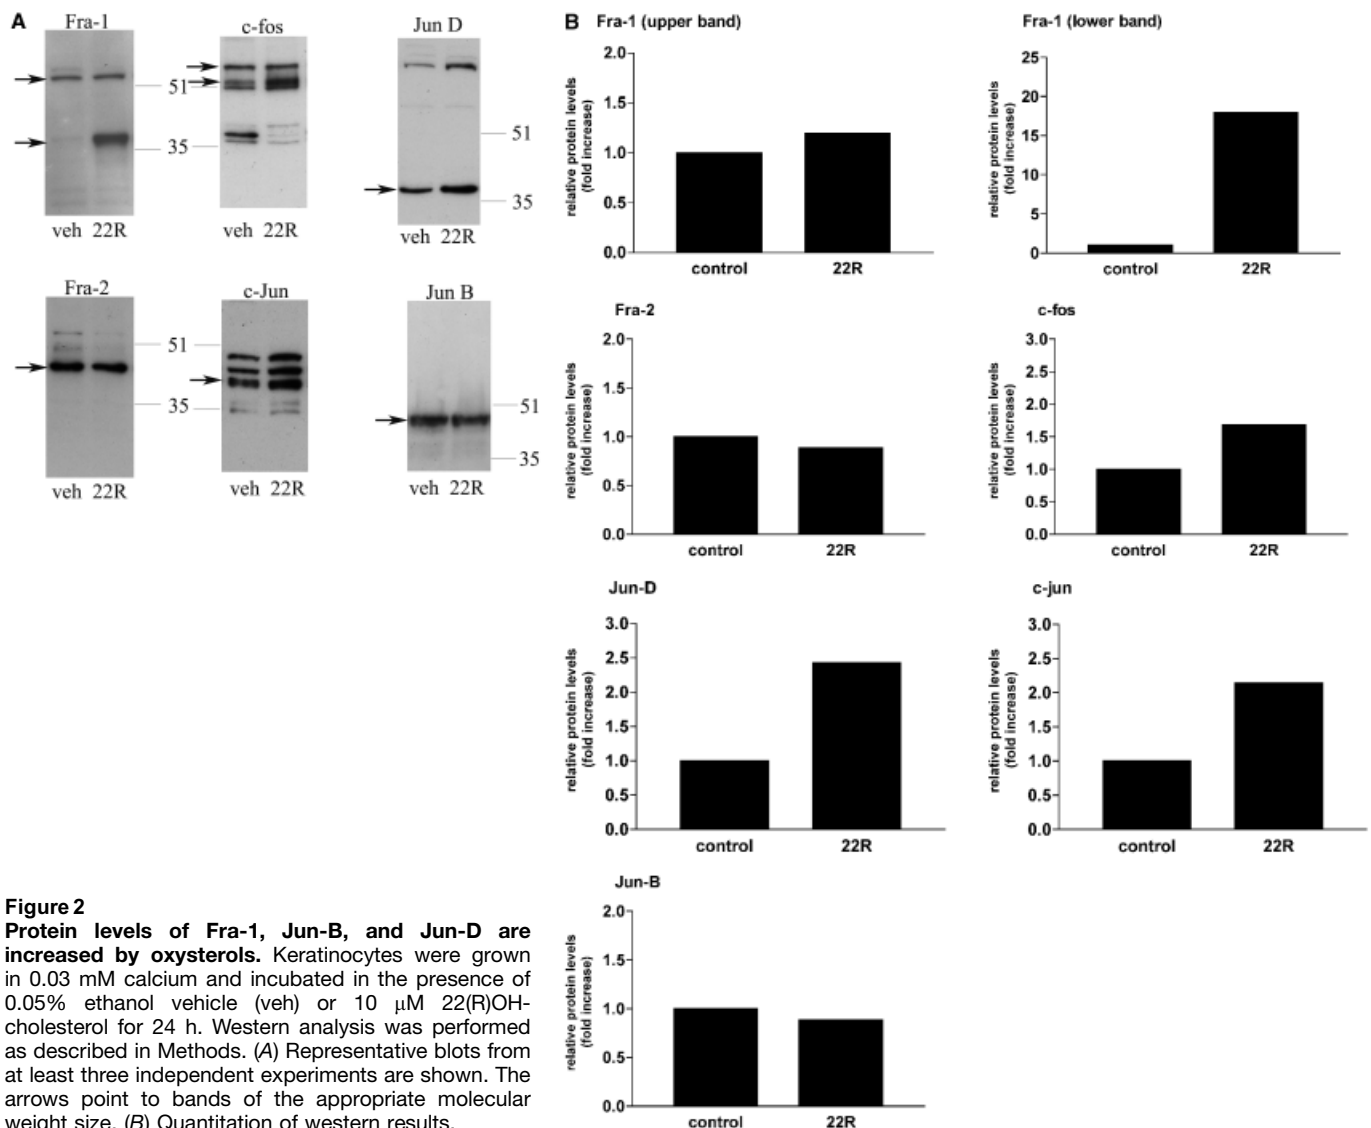 A
Fra-1
51
35
veh 22R
c-fos
veh 22R
Jun D
51
35
veh 22R
Fra-2
51
35
veh 22R
c-Jun
veh 22R
Jun B
51
35
veh 22R
B
Fra-1 (upper band)
relative protein levels
(fold increase)
2.0
1.5
1.0
0.5
0.0
control 22R
Fra-1 (lower band)
relative protein levels
(fold increase)
25
20
15
10
5
0
control 22R
Fra-2
relative protein levels
(fold increase)
2.0
1.5
1.0
0.5
0.0
control 22R
c-fos
relative protein levels
(fold increase)
3.0
2.5
2.0
1.5
1.0
0.5
0.0
control 22R
Jun-D
relative protein levels
(fold increase)
3.0
2.5
2.0
1.5
1.0
0.5
0.0
control 22R
c-jun
relative protein levels
(fold increase)
3.0
2.5
2.0
1.5
1.0
0.5
0.0
control 22R
Jun-B
relative protein levels
(fold increase)
2.0
1.5
1.0
0.5
0.0
control 22R
Figure 2
Protein levels of Fra-1, Jun-B, and Jun-D are
increased by oxysterols. Keratinocytes were grown
in 0.03 mM calcium and incubated in the presence of
0.05% ethanol vehicle (veh) or 10 μM 22(R)OH-
cholesterol for 24 h. Western analysis was performed
as described in Methods. (A) Representative blots from
at least three independent experiments are shown. The
arrows point to bands of the appropriate molecular
weight size. (B) Quantitation of western results.